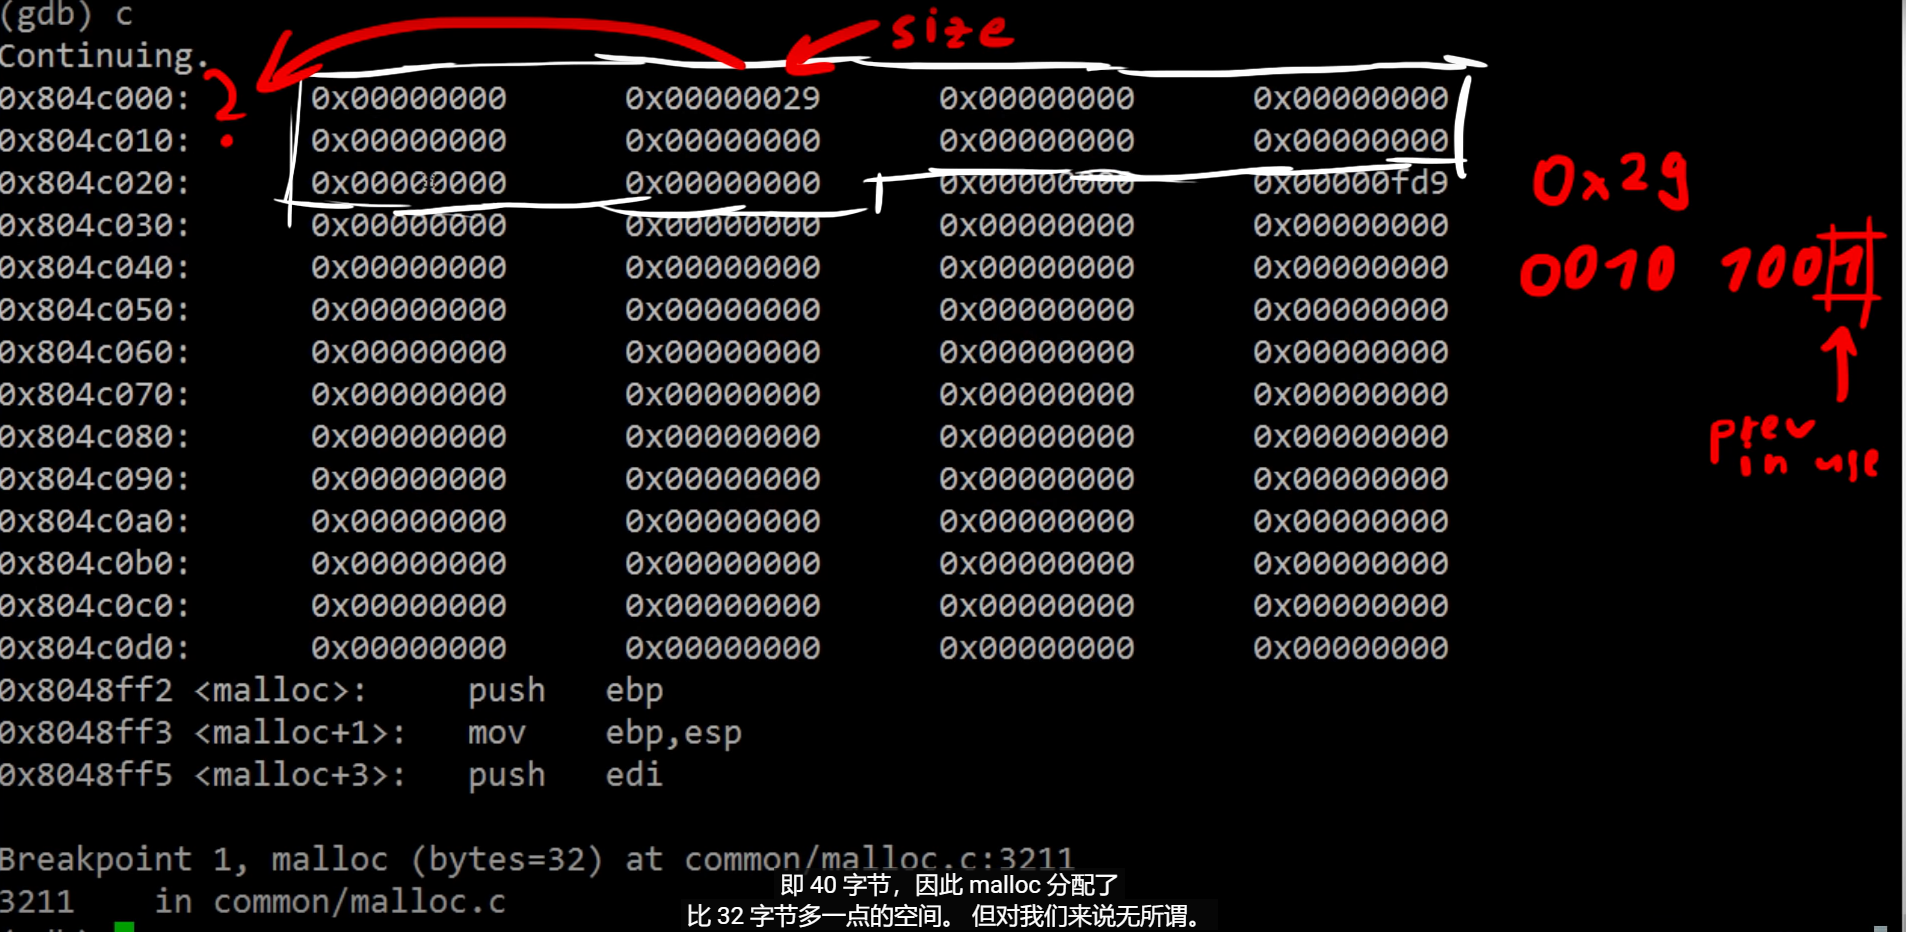 (gdb) c
size
Continuing.
0x804c000: ? 0x00000000 0x00000029 0x00000000 0x00000000
0x804c010: 0x00000000 0x00000000 0x00000000 0x00000000
0x804c020: 0x00000000 0x00000000 0x00000000 0x00000fd9
0x29
0x804c030: 0x00000000 0x00000000 0x00000000 0x00000000
0x804c040: 0x00000000 0x00000000 0x00000000 0x00000000
0010 1001
0x804c050: 0x00000000 0x00000000 0x00000000 0x00000000
0x804c060: 0x00000000 0x00000000 0x00000000 0x00000000
0x804c070: 0x00000000 0x00000000 0x00000000 0x00000000
0x804c080: 0x00000000 0x00000000 0x00000000 0x00000000
prev
in use
0x804c090: 0x00000000 0x00000000 0x00000000 0x00000000
0x804c0a0: 0x00000000 0x00000000 0x00000000 0x00000000
0x804c0b0: 0x00000000 0x00000000 0x00000000 0x00000000
0x804c0c0: 0x00000000 0x00000000 0x00000000 0x00000000
0x804c0d0: 0x00000000 0x00000000 0x00000000 0x00000000
0x8048ff2 <malloc>: push ebp
0x8048ff3 <malloc+1>: mov ebp,esp
0x8048ff5 <malloc+3>: push edi
Breakpoint 1, malloc (bytes=32) at common/malloc.c:3211
3211 in common/malloc.c
即 40 字节，因此 malloc 分配了
比 32 字节多一点的空间。 但对我们来说无所谓。